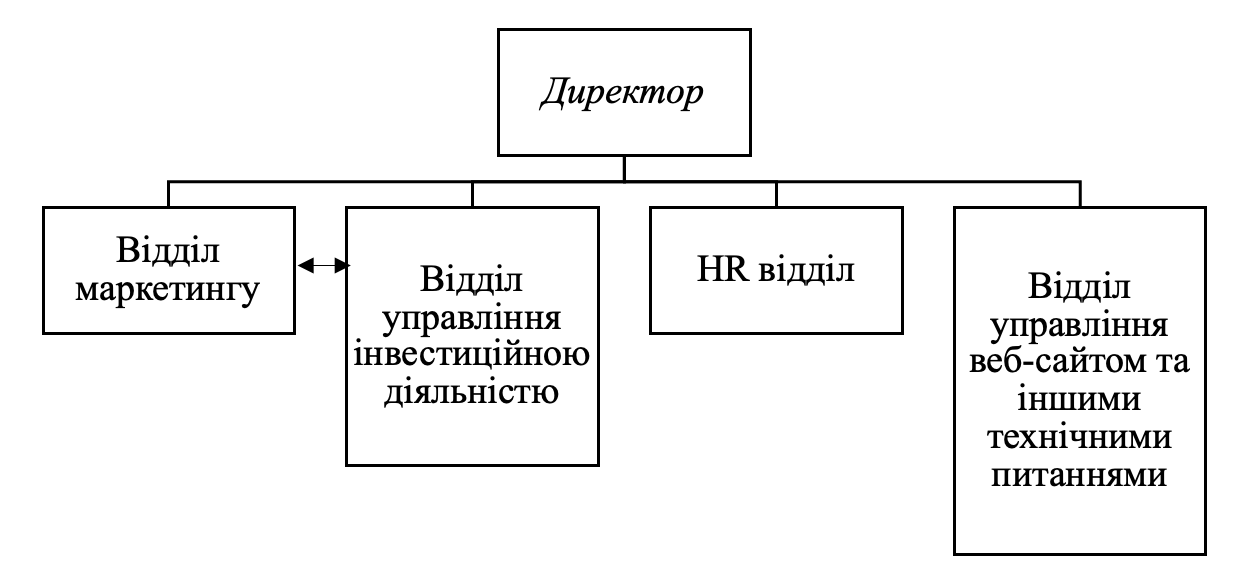 Директор
Відділ
маркетингу
Відділ
управління
інвестиційною
діяльністю
HR відділ
Відділ
управління
веб-сайтом та
іншими
технічними
питаннями